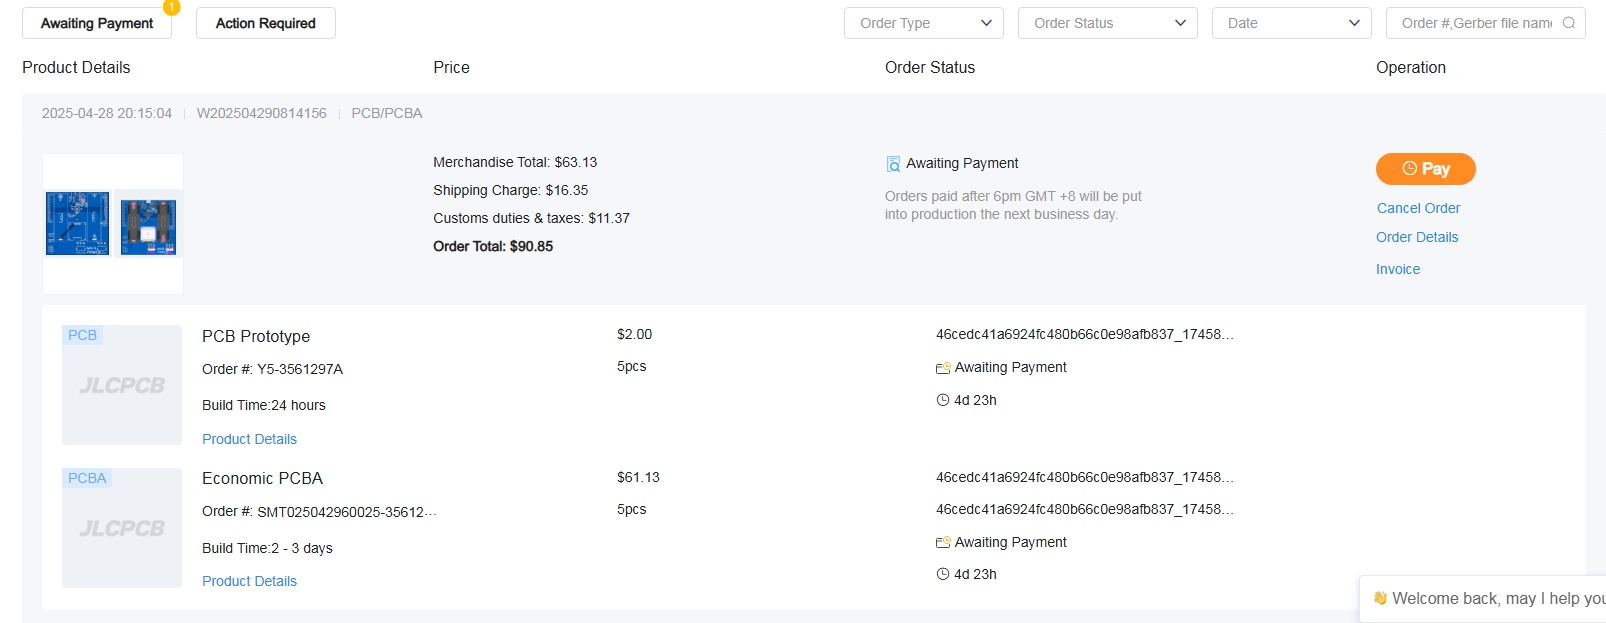 Awaiting Payment
1
Action Required
Order Type
Order Status
Date
Order #,Gerber file name
Product Details
Price
Order Status
Operation
2025-04-28 20:15:04
W202504290814156
PCB/PCBA
Merchandise Total: $63.13
Shipping Charge: $16.35
Customs duties & taxes: $11.37
Order Total: $90.85
Awaiting Payment
Orders paid after 6pm GMT +8 will be put
into production the next business day.
Pay
Cancel Order
Order Details
Invoice
PCB
JLCPCB
PCB Prototype
Order #: Y5-3561297A
Build Time:24 hours
Product Details
$2.00
5pcs
46cedc41a6924fc480b66c0e98afb837_17458...
Awaiting Payment
4d 23h
PCBA
JLCPCB
Economic PCBA
Order #: SMT025042960025-35612...
Build Time:2 - 3 days
Product Details
$61.13
5pcs
46cedc41a6924fc480b66c0e98afb837_17458...
46cedc41a6924fc480b66c0e98afb837_17458...
Awaiting Payment
4d 23h
👋 Welcome back, may I help you